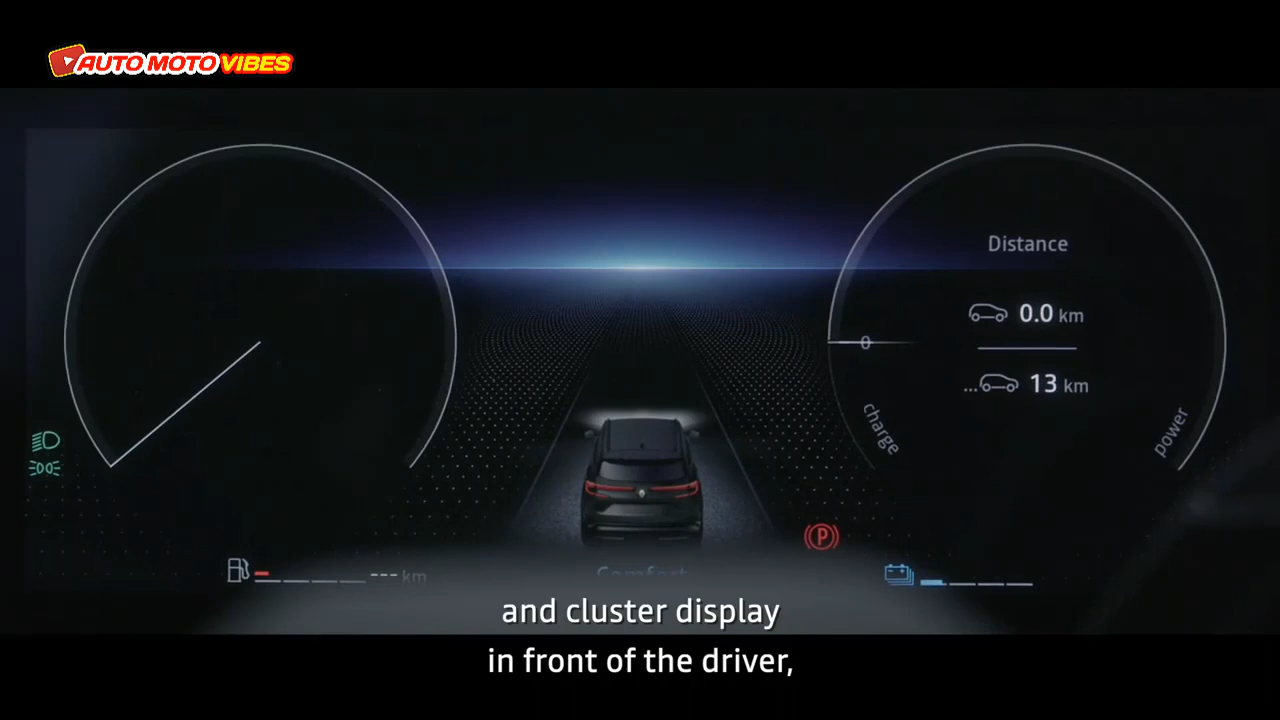 AUTO MOTO VIBES
Distance
0.0 km
0
... 13 km
charge
power
P
--- km
Comfort
and cluster display
in front of the driver,